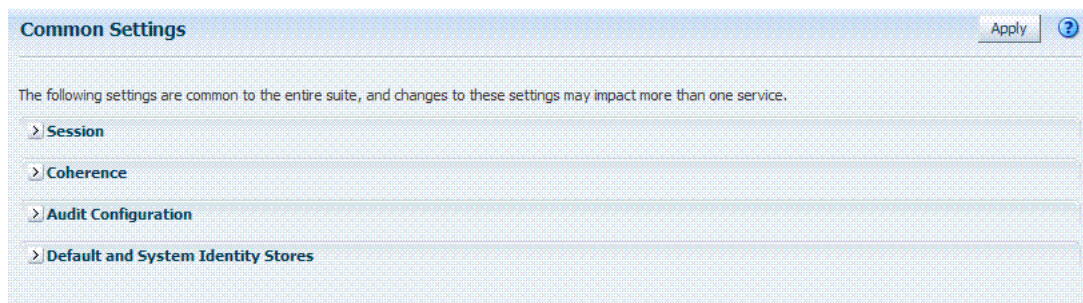 Common Settings
Apply
?
The following settings are common to the entire suite, and changes to these settings may impact more than one service.
Session
Coherence
Audit Configuration
Default and System Identity Stores